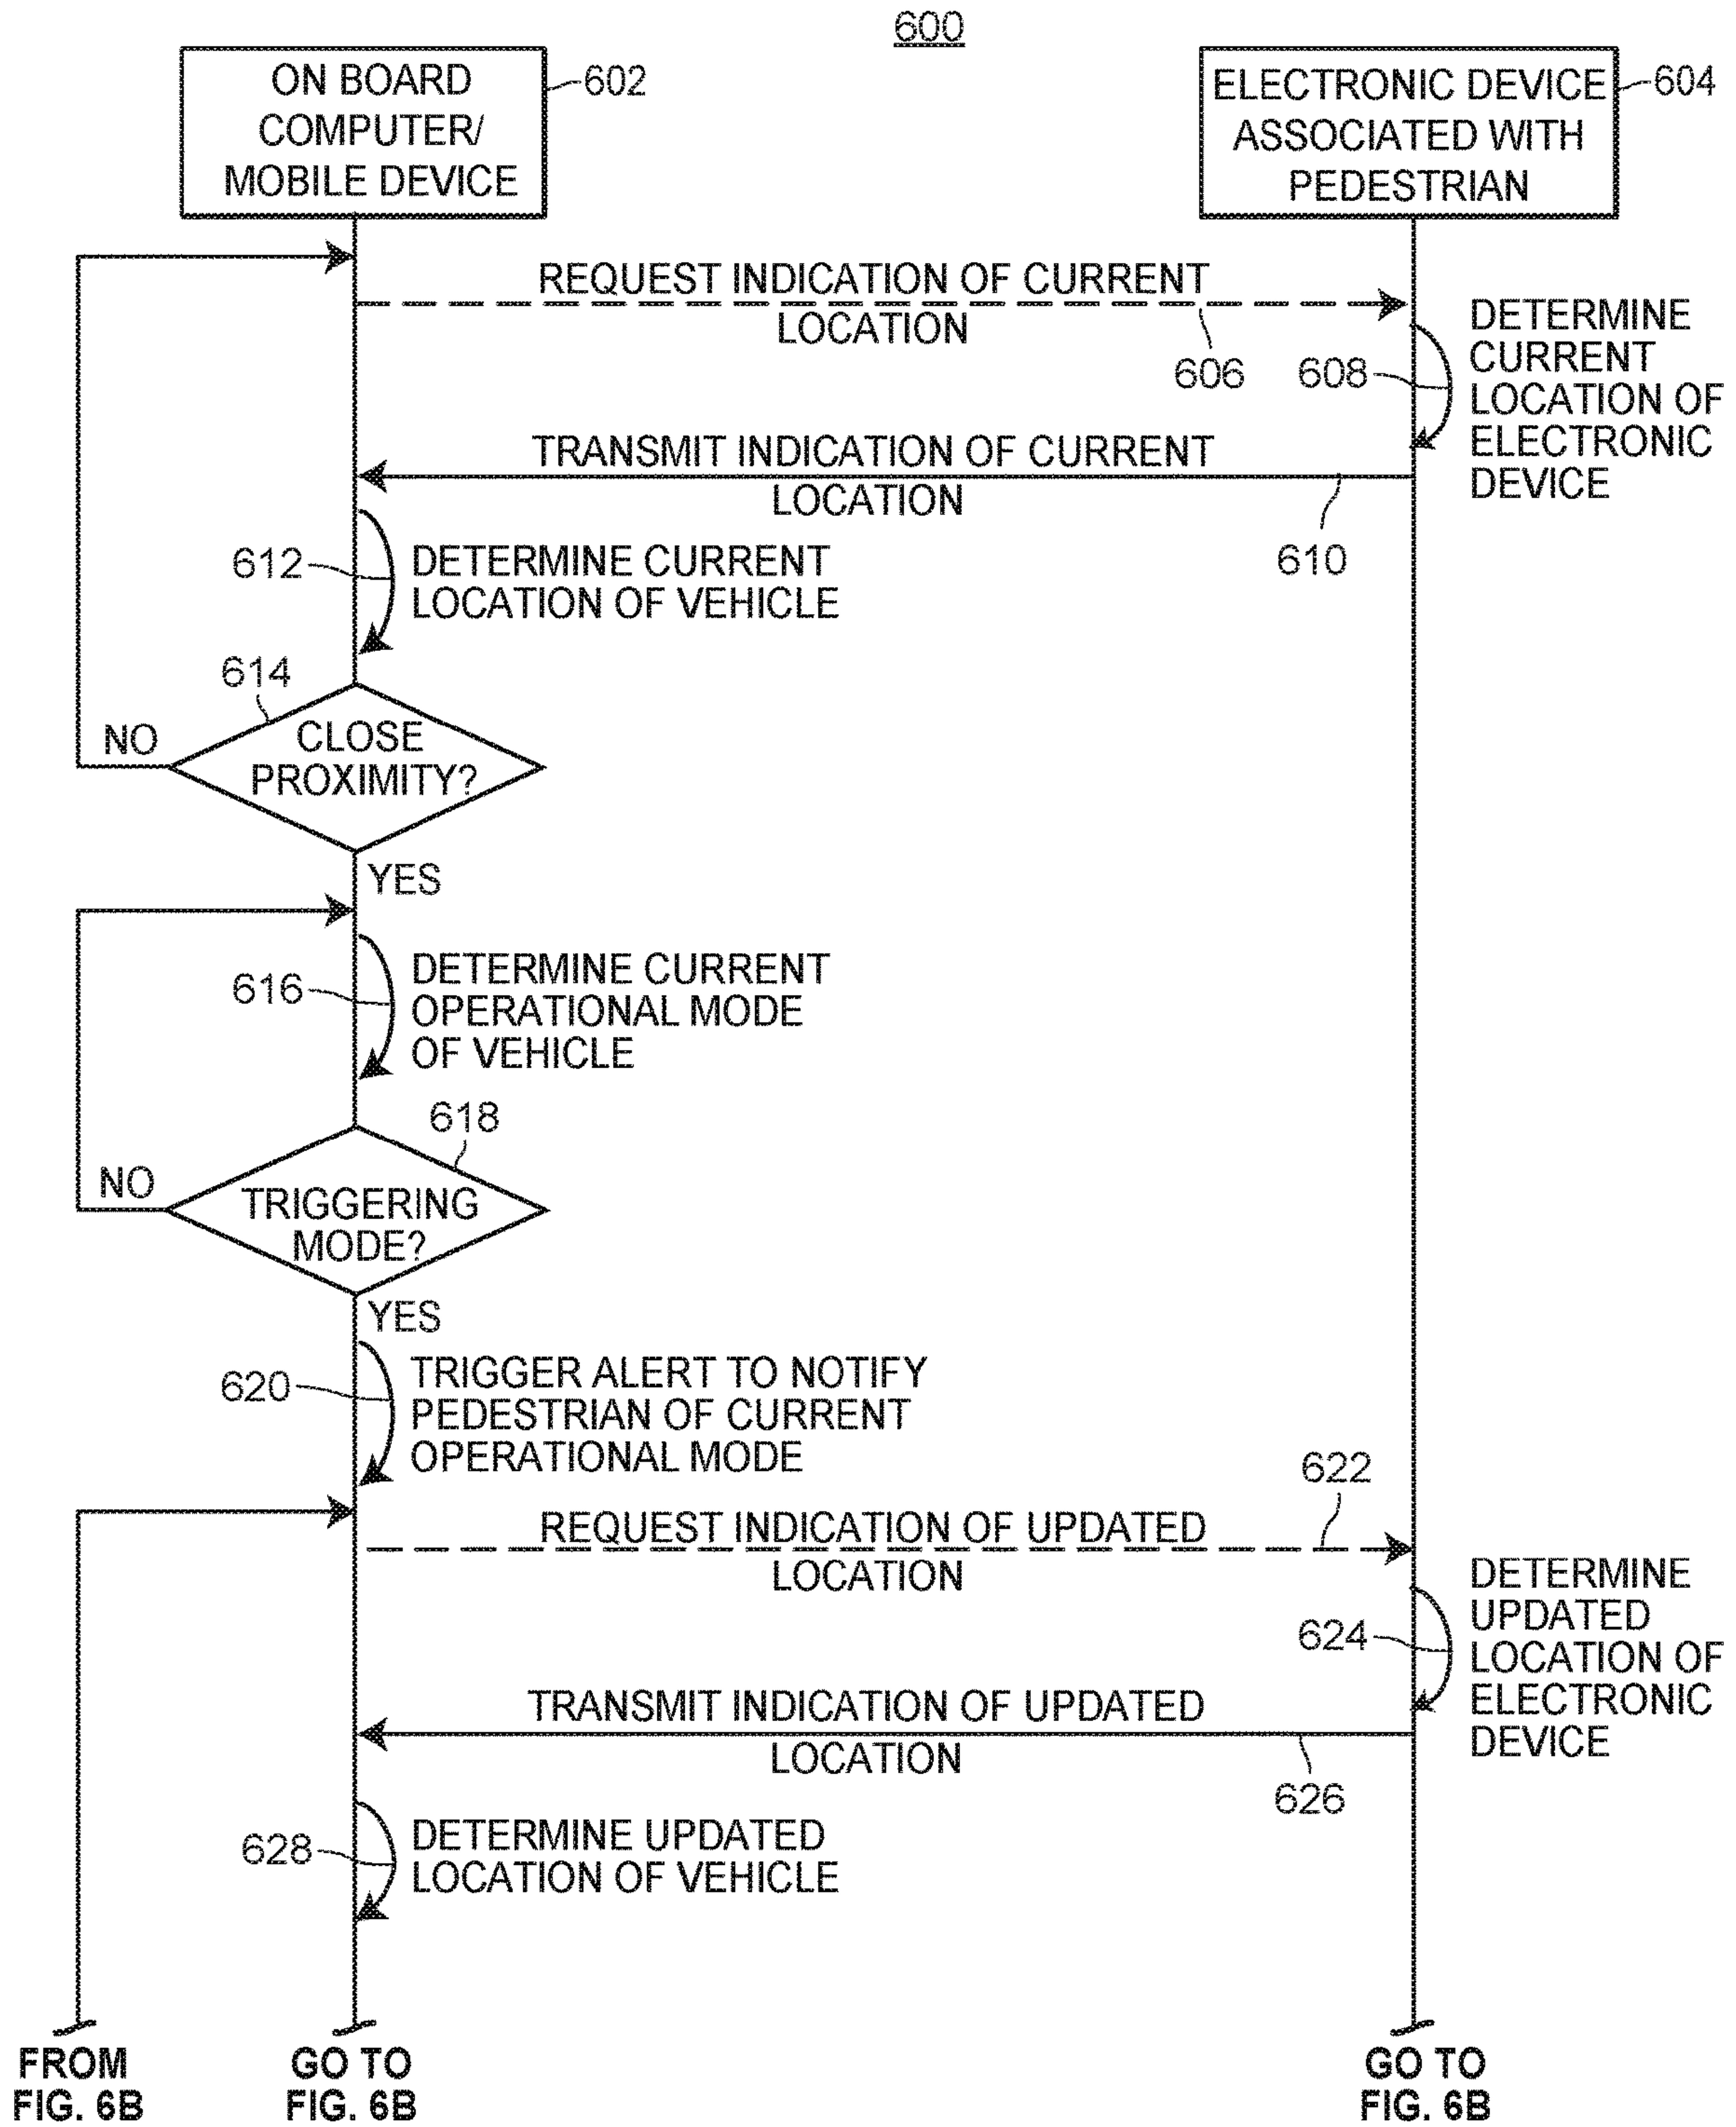 600
ON BOARD
COMPUTER/
MOBILE DEVICE
602
ELECTRONIC DEVICE
ASSOCIATED WITH
PEDESTRIAN
604
REQUEST INDICATION OF CURRENT
LOCATION
606
608
DETERMINE
CURRENT
LOCATION OF
ELECTRONIC
DEVICE
TRANSMIT INDICATION OF CURRENT
LOCATION
610
612
DETERMINE CURRENT
LOCATION OF VEHICLE
614
NO
CLOSE
PROXIMITY?
YES
616
DETERMINE CURRENT
OPERATIONAL MODE
OF VEHICLE
618
NO
TRIGGERING
MODE?
YES
620
TRIGGER ALERT TO NOTIFY
PEDESTRIAN OF CURRENT
OPERATIONAL MODE
622
REQUEST INDICATION OF UPDATED
LOCATION
624
DETERMINE
UPDATED
LOCATION OF
ELECTRONIC
DEVICE
TRANSMIT INDICATION OF UPDATED
LOCATION
626
628
DETERMINE UPDATED
LOCATION OF VEHICLE
FROM
FIG. 6B
GO TO
FIG. 6B
GO TO
FIG. 6B